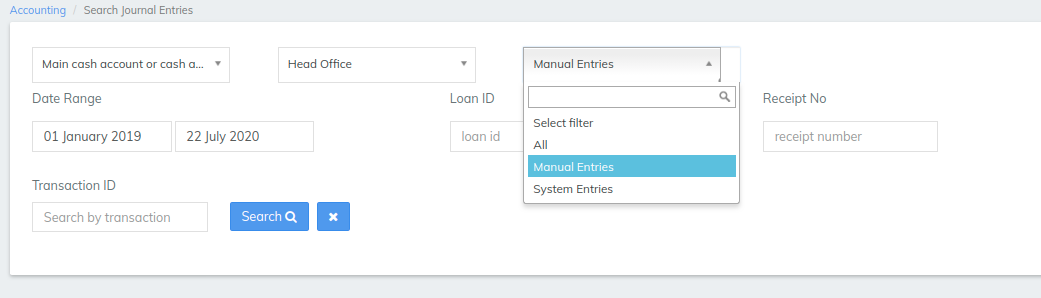 Accounting / Search Journal Entries
Main cash account or cash a...
Head Office
Manual Entries
Select filter
All
Manual Entries
System Entries
Date Range
Loan ID
Receipt No
01 January 2019
22 July 2020
loan id
receipt number
Transaction ID
Search by transaction
Search